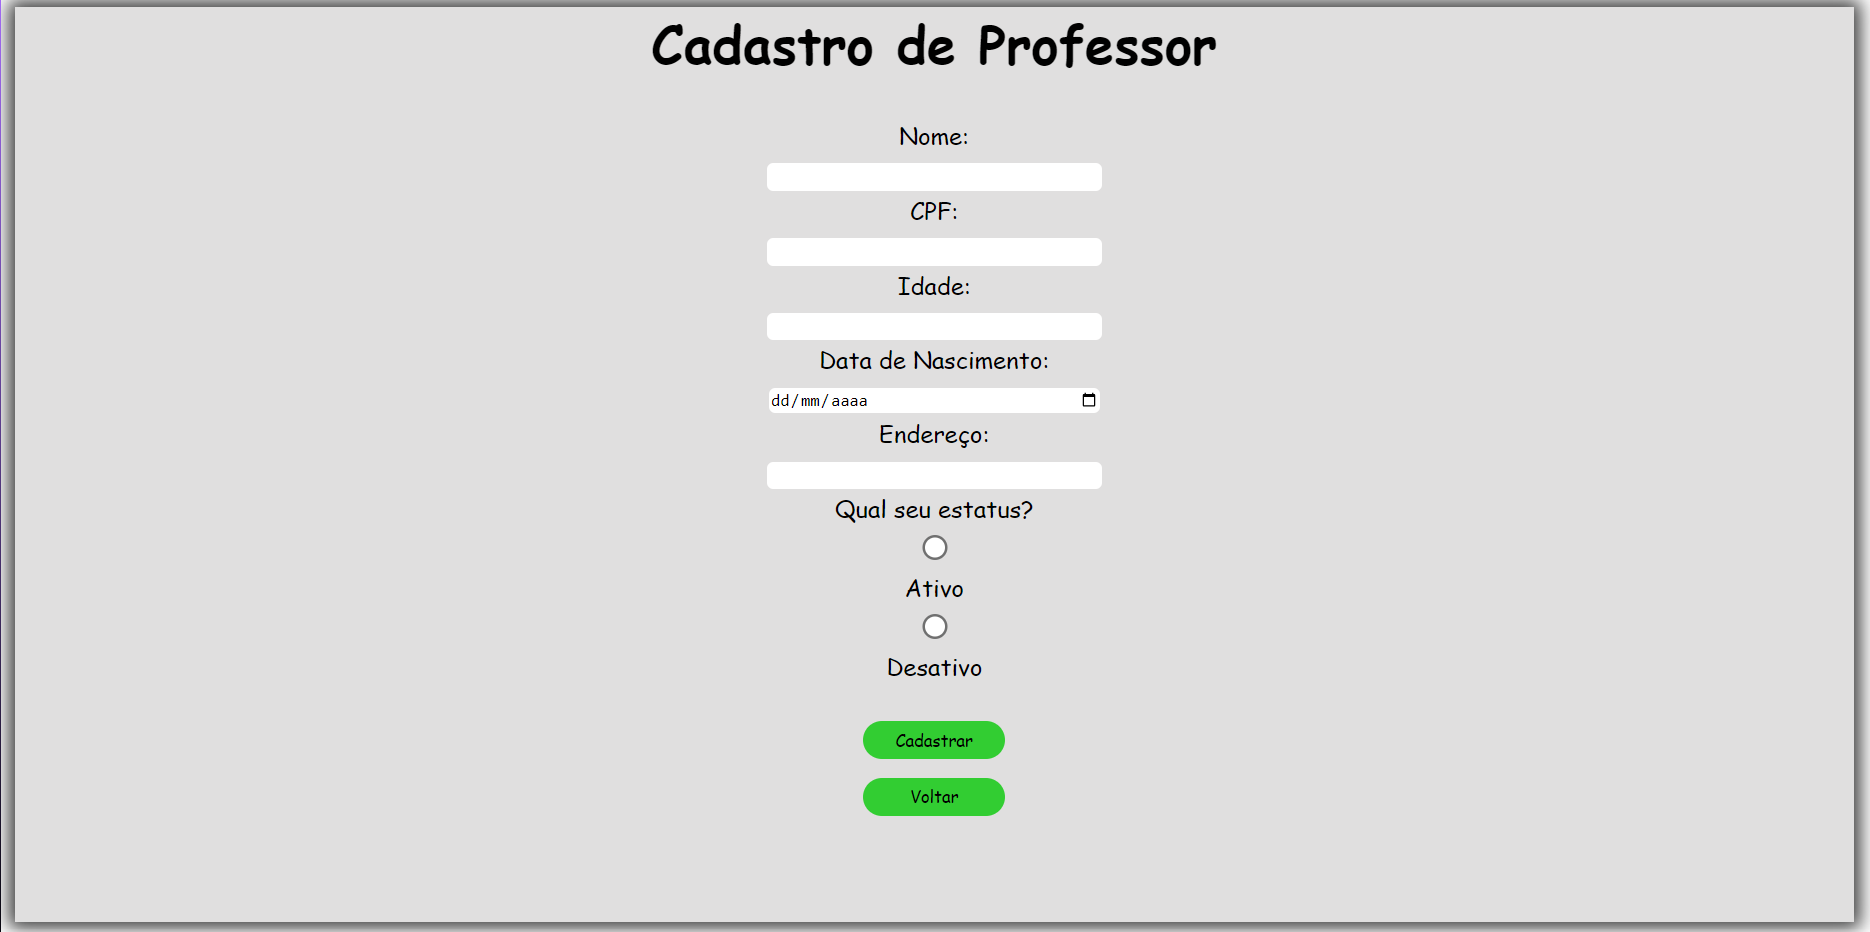 Cadastro de Professor
Nome:
CPF:
Idade:
Data de Nascimento:
dd/mm/aaaa
Endereço:
Qual seu estatus?
Ativo
Desativo
Cadastrar
Voltar